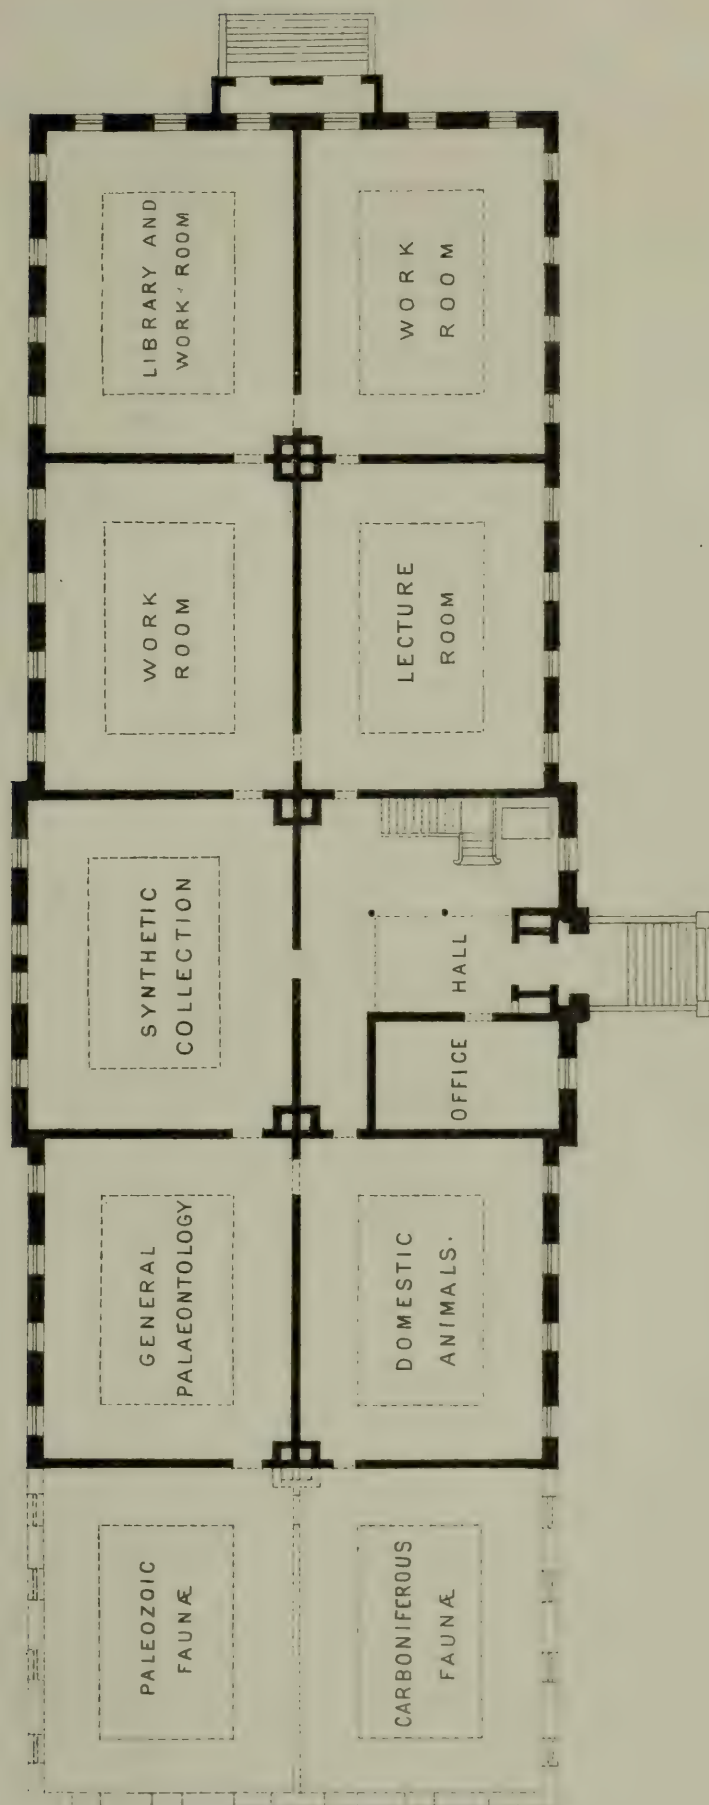 LIBRARY AND
WORK-ROOM
WORK
ROOM
WORK
ROOM
LECTURE
ROOM
SYNTHETIC
COLLECTION
HALL
OFFICE
GENERAL
PALAEONTOLOGY
DOMESTIC
ANIMALS.
PALEOZOIC
FAUNÆ
CARBONIFEROUS
FAUNÆ